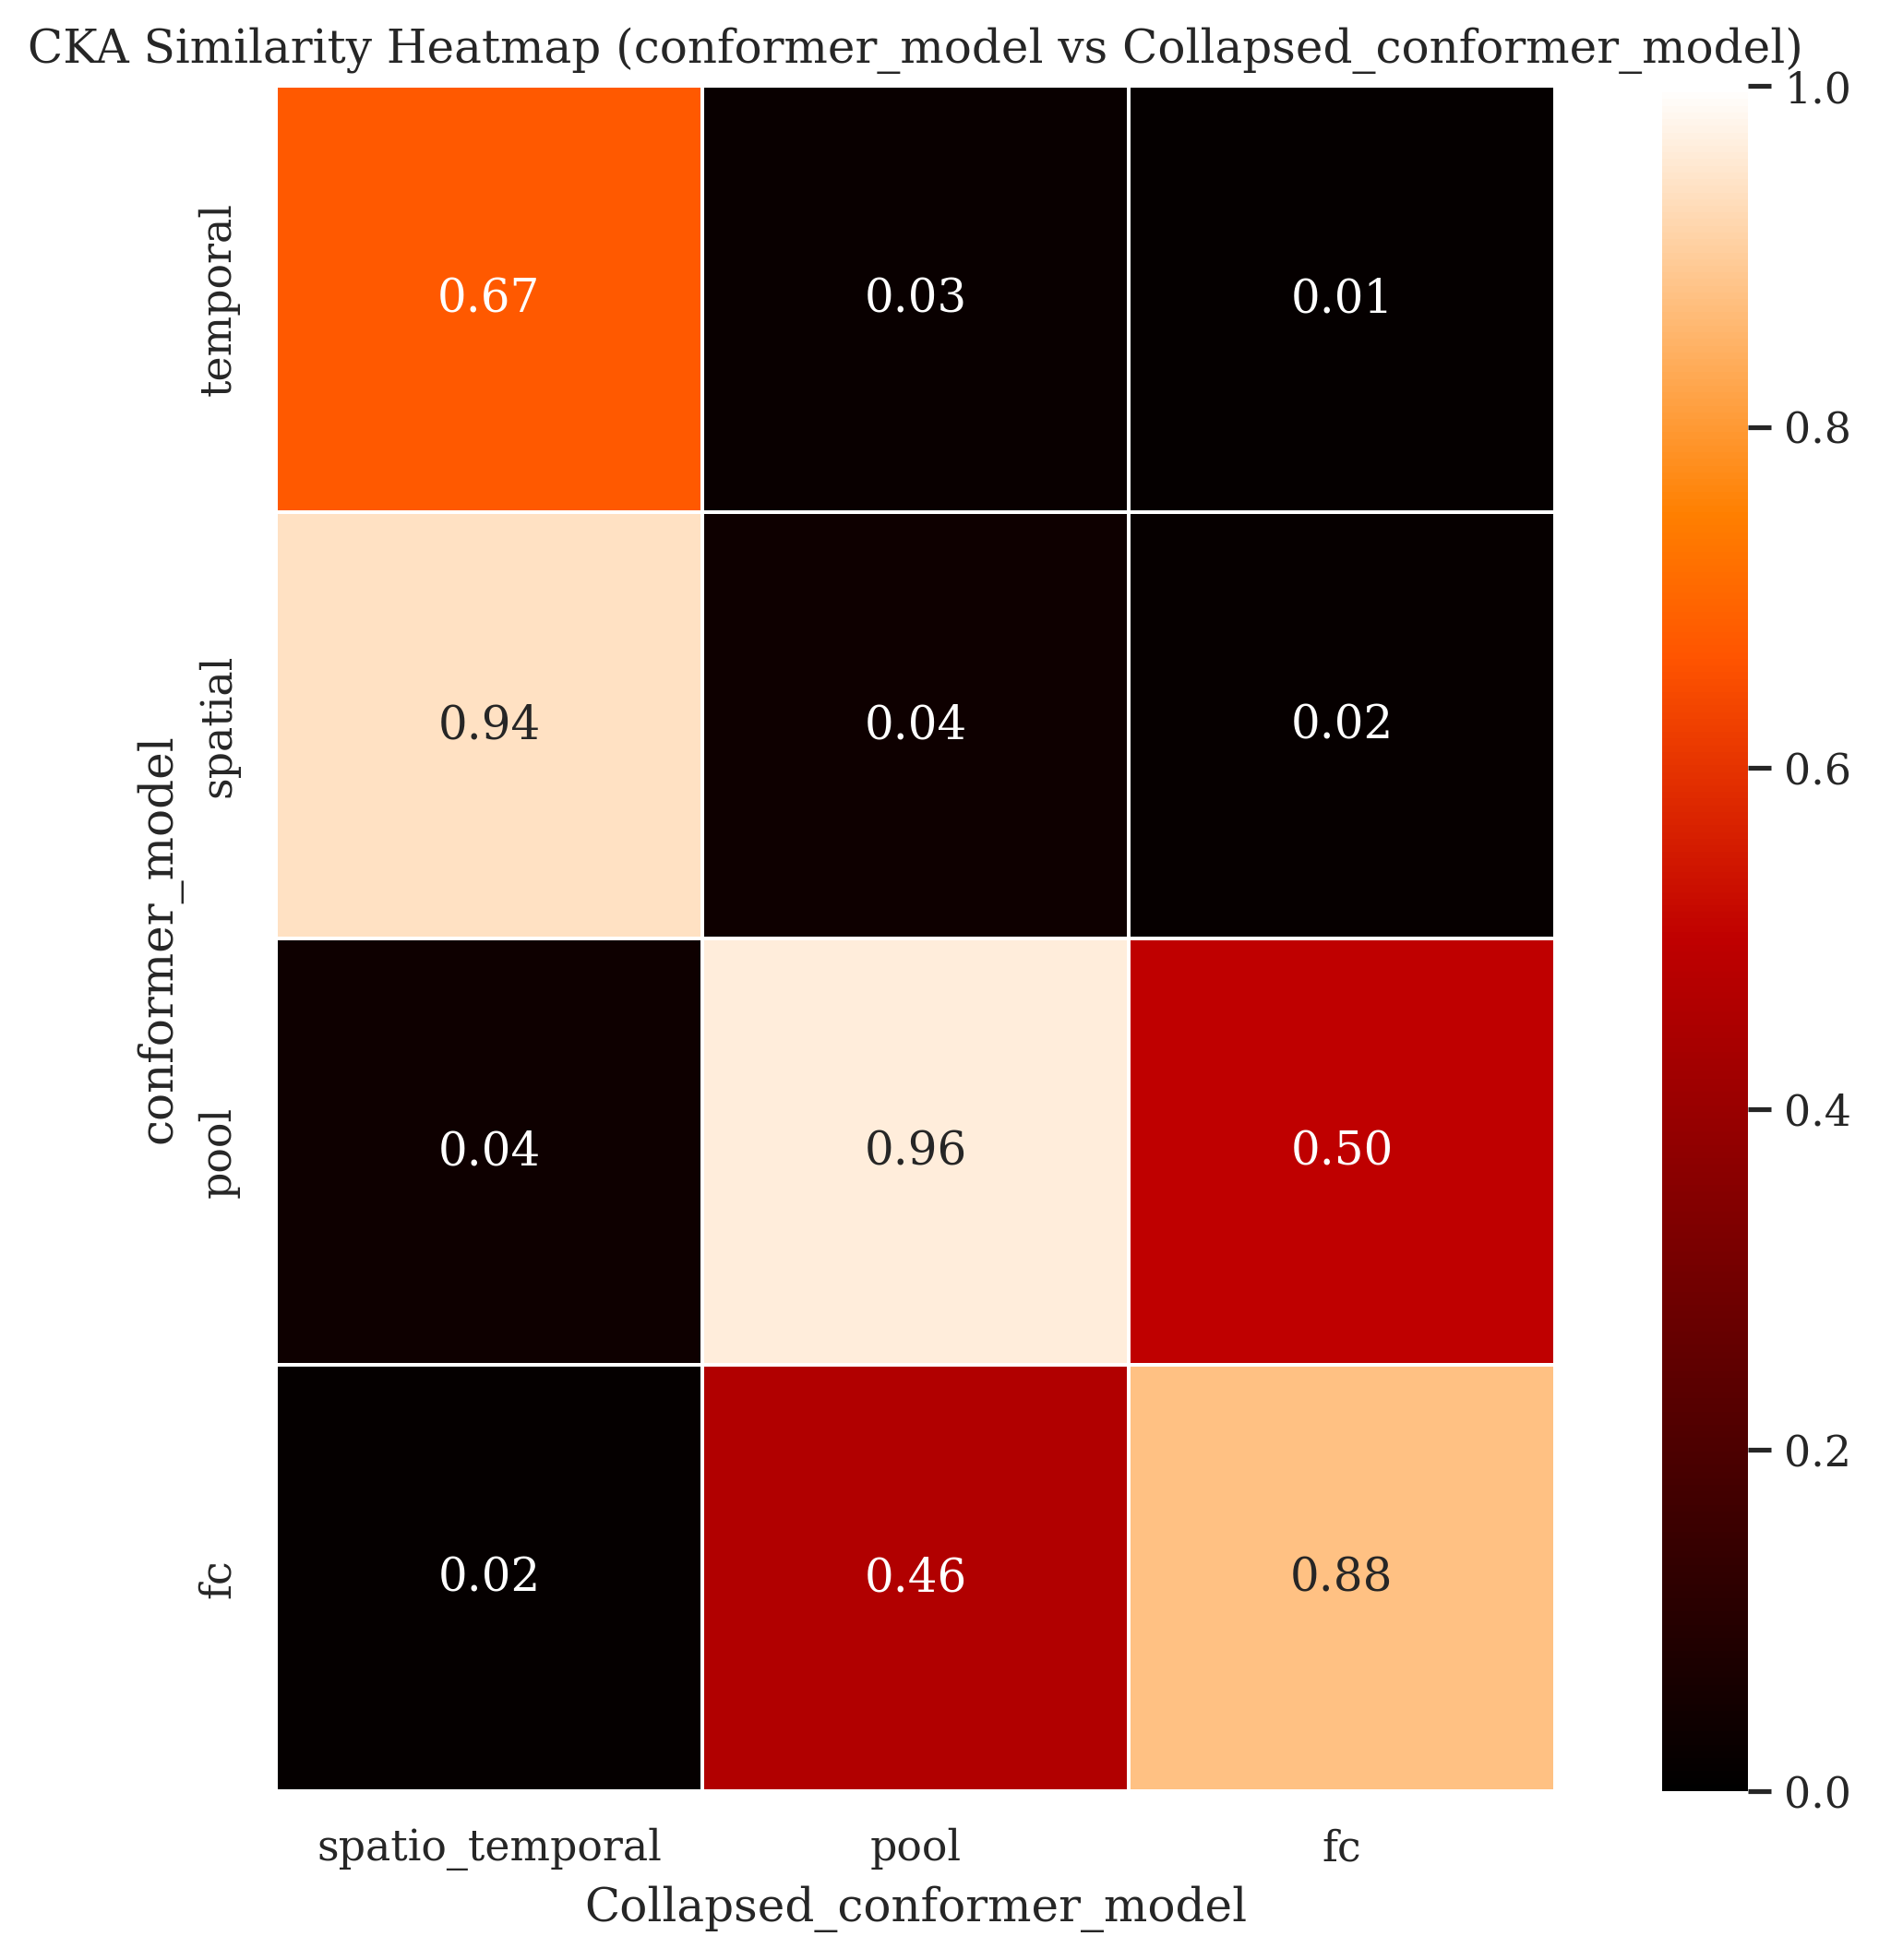 CKA Similarity Heatmap (conformer_model vs Collapsed_conformer_model)
conformer_model
temporal
0.67 0.03 0.01
spatial
0.94 0.04 0.02
pool
0.04 0.96 0.50
fc
0.02 0.46 0.88
spatio_temporal pool fc
Collapsed_conformer_model
1.0
0.8
0.6
0.4
0.2
0.0